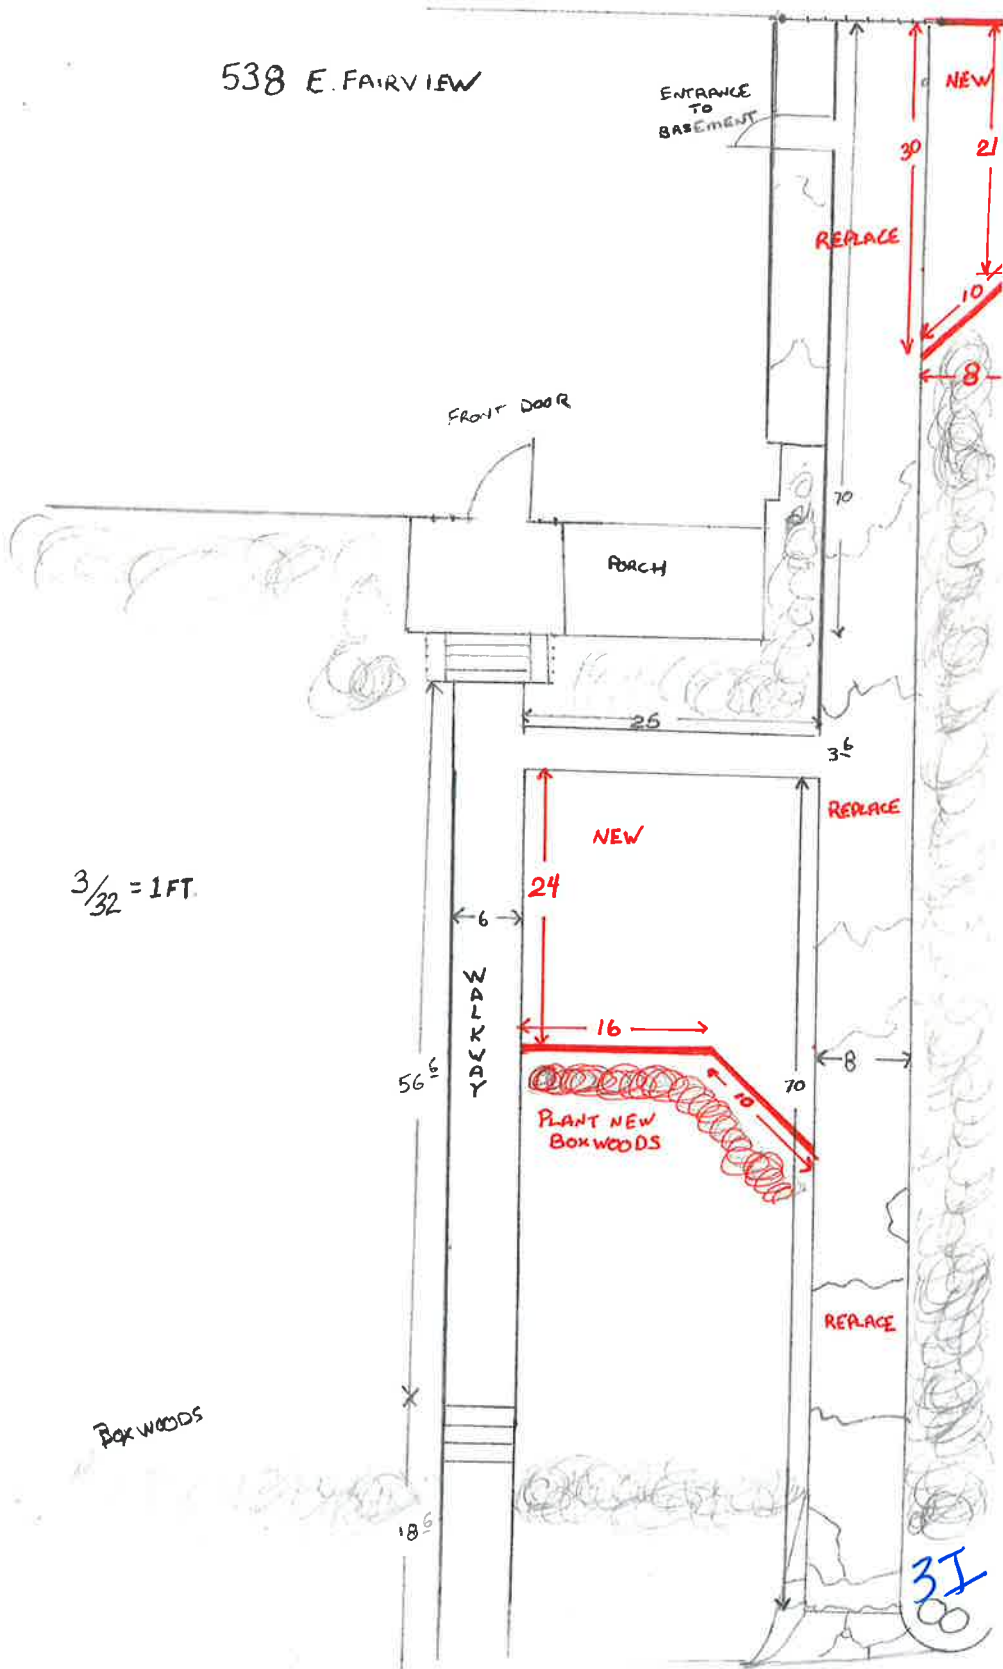 538 E. FAIRVIEW
ENTRANCE
TO
BASEMENT
NEW
30
21
REPLACE
10
8
FRONT DOOR
70
PORCH
25
3 6
REPLACE
NEW
24
3/32 = 1 FT.
6
WALKWAY
16
56 6
8
70
10
PLANT NEW
BOXWOODS
REPLACE
BOXWOODS
18 6
3I